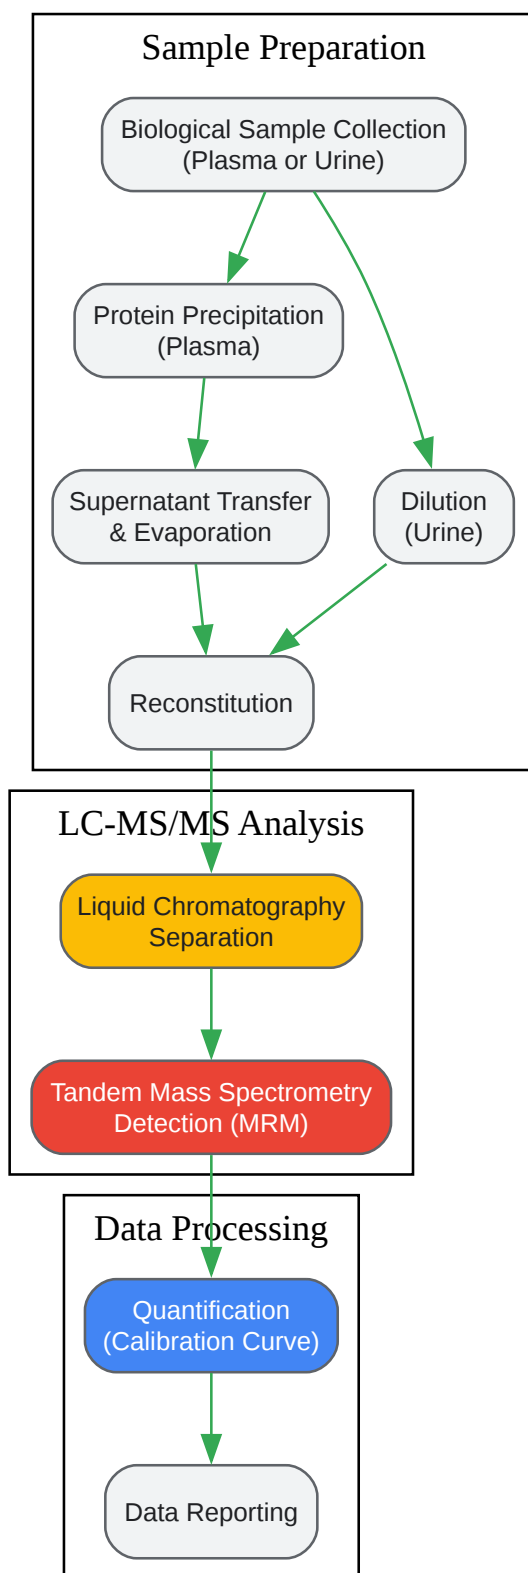 Sample Preparation
Biological Sample Collection
(Plasma or Urine)
Protein Precipitation
(Plasma)
Supernatant Transfer
& Evaporation
Dilution
(Urine)
Reconstitution
LC-MS/MS Analysis
Liquid Chromatography
Separation
Tandem Mass Spectrometry
Detection (MRM)
Data Processing
Quantification
(Calibration Curve)
Data Reporting